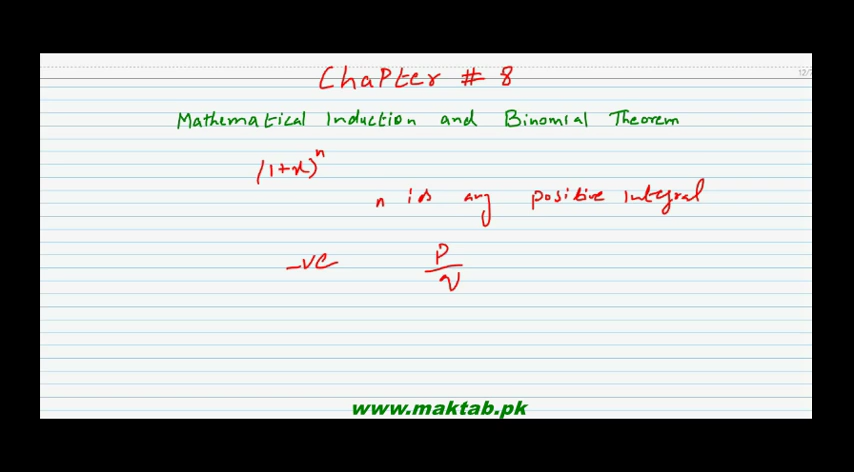 Chapter # 8
Mathematical Induction and Binomial Theorem
(1+x)^n
n is any positive integral
-ve P/q
www.maktab.pk